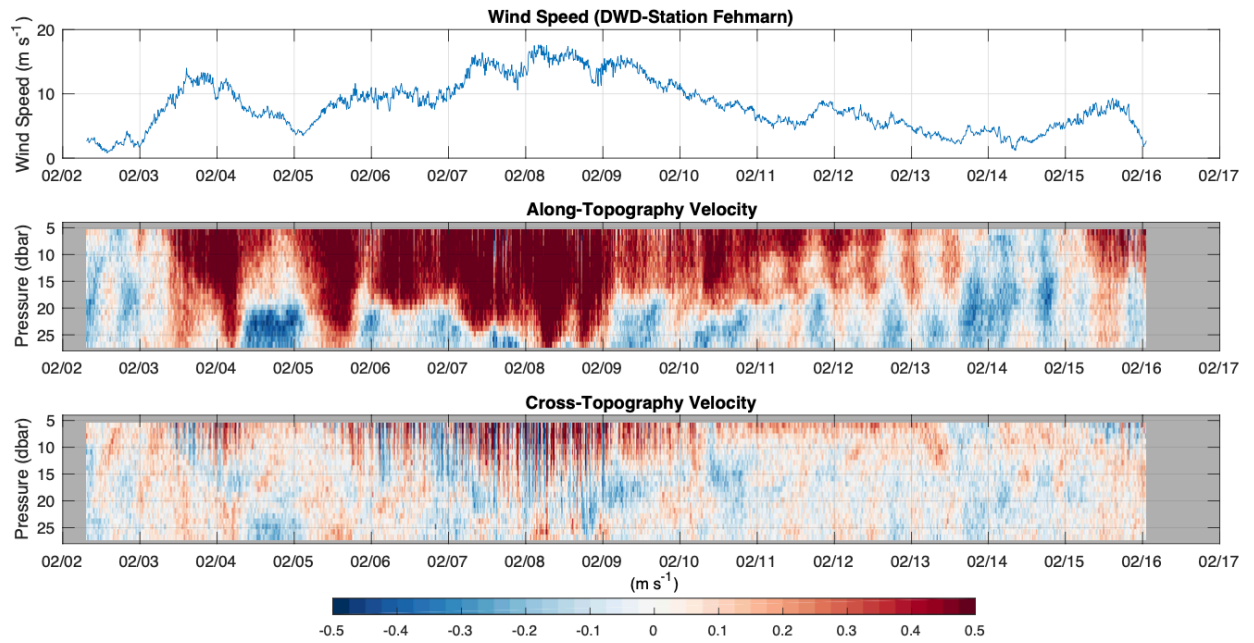 Wind Speed (DWD-Station Fehmarn)
Wind Speed (m s-1)
20
10
0
02/02 02/03 02/04 02/05 02/06 02/07 02/08 02/09 02/10 02/11 02/12 02/13 02/14 02/15 02/16 02/17
Along-Topography Velocity
Pressure (dbar)
5
10
15
20
25
02/02 02/03 02/04 02/05 02/06 02/07 02/08 02/09 02/10 02/11 02/12 02/13 02/14 02/15 02/16 02/17
Cross-Topography Velocity
Pressure (dbar)
5
10
15
20
25
02/02 02/03 02/04 02/05 02/06 02/07 02/08 02/09 02/10 02/11 02/12 02/13 02/14 02/15 02/16 02/17
(m s-1)
-0.5 -0.4 -0.3 -0.2 -0.1 0 0.1 0.2 0.3 0.4 0.5